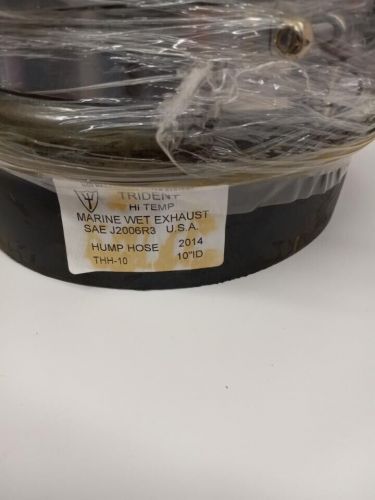 TRIDENT
Hi TEMP
MARINE WET EXHAUST
SAE J2006R3 U.S.A.
HUMP HOSE 2014
THH-10 10"ID